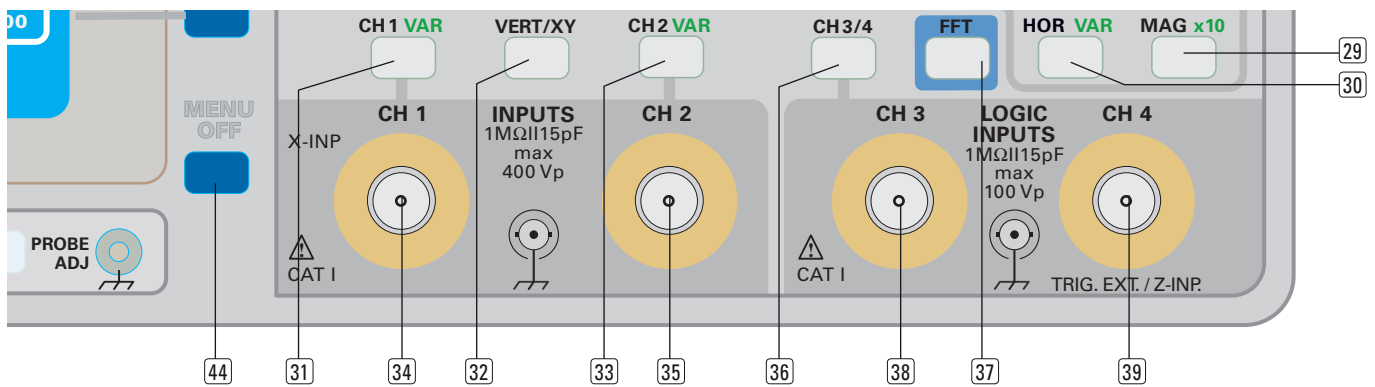 00
CH 1 VAR
VERT/XY
CH 2 VAR
CH 3/4
FFT
HOR VAR
MAG x10
29
30
MENU
OFF
X-INP
CH 1
INPUTS
1MΩII15pF
max
400 Vp
CH 2
CH 3
LOGIC
INPUTS
1MΩII15pF
max
100 Vp
CH 4
PROBE
ADJ
CAT I
CAT I
TRIG. EXT. / Z-INP.
44
31
34
32
33
35
36
38
37
39